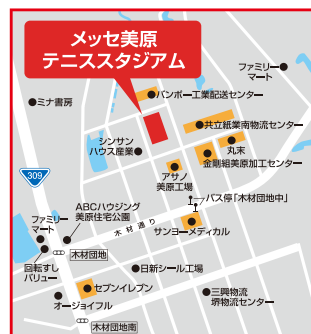 メッセ美原
テニススタジアム
ファミリー
マート
バンボー工業配送センター
ミナ書房
共立紙業南物流センター
シンサン
ハウス産業
丸末
金剛組美原加工センター
アサノ
美原工場
309
バス停「木材団地中」
ABCハウジング
美原住宅公園
木材通り
サンヨーメディカル
ファミリー
マート
木材団地
回転すし
バリュー
日新シール工場
セブンイレブン
三興物流
堺物流センター
オージョイフル
木材団地南